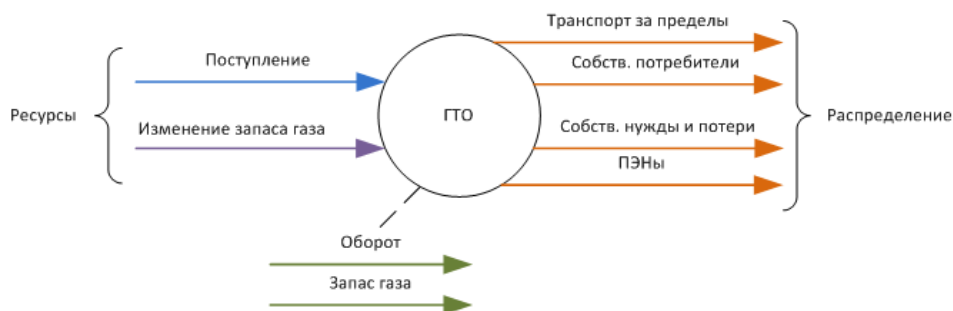 Транспорт за пределы
Поступление
Собств. потребители
Ресурсы
ГТО
Распределение
Изменение запаса газа
Собств. нужды и потери
ПЭНы
Оборот
Запас газа